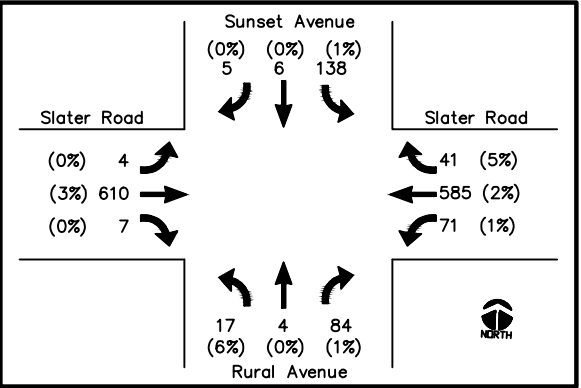 Sunset Avenue
(0%) (0%) (1%)
5 6 138
Slater Road
Slater Road
(0%) 4
41 (5%)
(3%) 610
585 (2%)
(0%) 7
71 (1%)
17 4 84
(6%) (0%) (1%)
Rural Avenue
NORTH